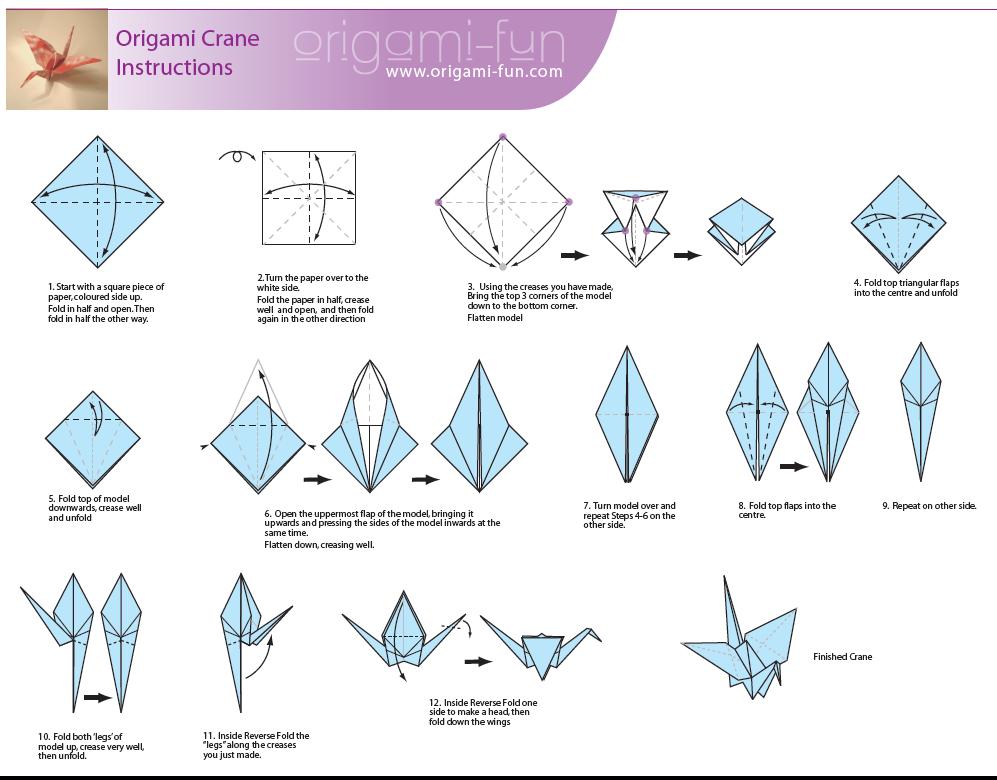 Origami Crane
Instructions
origami-fun
www.origami-fun.com
1. Start with a square piece of
paper, coloured side up.
Fold in half and open. Then
fold in half the other way.
2.Turn the paper over to the
white side.
Fold the paper in half, crease
well and open, and then fold
again in the other direction
3. Using the creases you have made,
Bring the top 3 corners of the model
down to the bottom corner.
Flatten model
4. Fold top triangular flaps
into the centre and unfold
5. Fold top of model
downwards, crease well
and unfold
6. Open the uppermost flap of the model, bringing it
upwards and pressing the sides of the model inwards at the
same time.
Flatten down, creasing well.
7. Turn model over and
repeat Steps 4-6 on the
other side.
8. Fold top flaps into the
centre.
9. Repeat on other side.
10. Fold both 'legs' of
model up, crease very well,
then unfold.
11. Inside Reverse Fold the
"legs" along the creases
you just made.
12. Inside Reverse Fold one
side to make a head, then
fold down the wings
Finished Crane